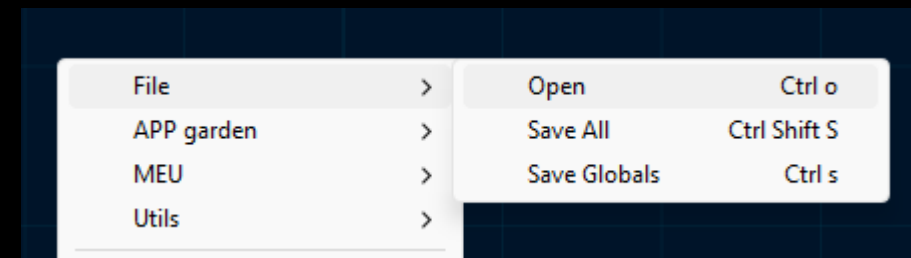 File
APP garden
MEU
Utils
Open Ctrl o
Save All Ctrl Shift S
Save Globals Ctrl s